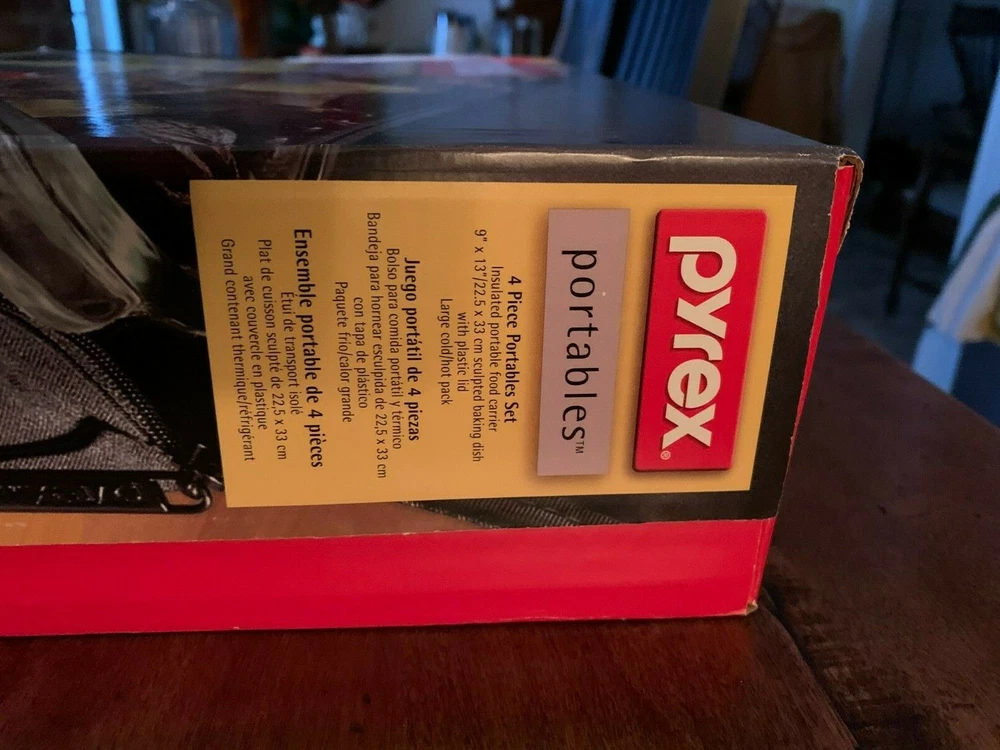 pyrex®
portables™
4 Piece Portables Set
Insulated portable food carrier
9" x 13"/22.5 x 33 cm sculpted baking dish
with plastic lid
Large cold/hot pack
Juego portátil de 4 piezas
Bolso para comida portátil y térmico
Bandeja para hornear esculpida de 22,5 x 33 cm
con tapa de plástico
Paquete frío/calor grande
Ensemble portable de 4 pièces
Étui de transport isolé
Plat de cuisson sculpté de 22,5 x 33 cm
avec couvercle en plastique
Grand contenant thermique/réfrigérant